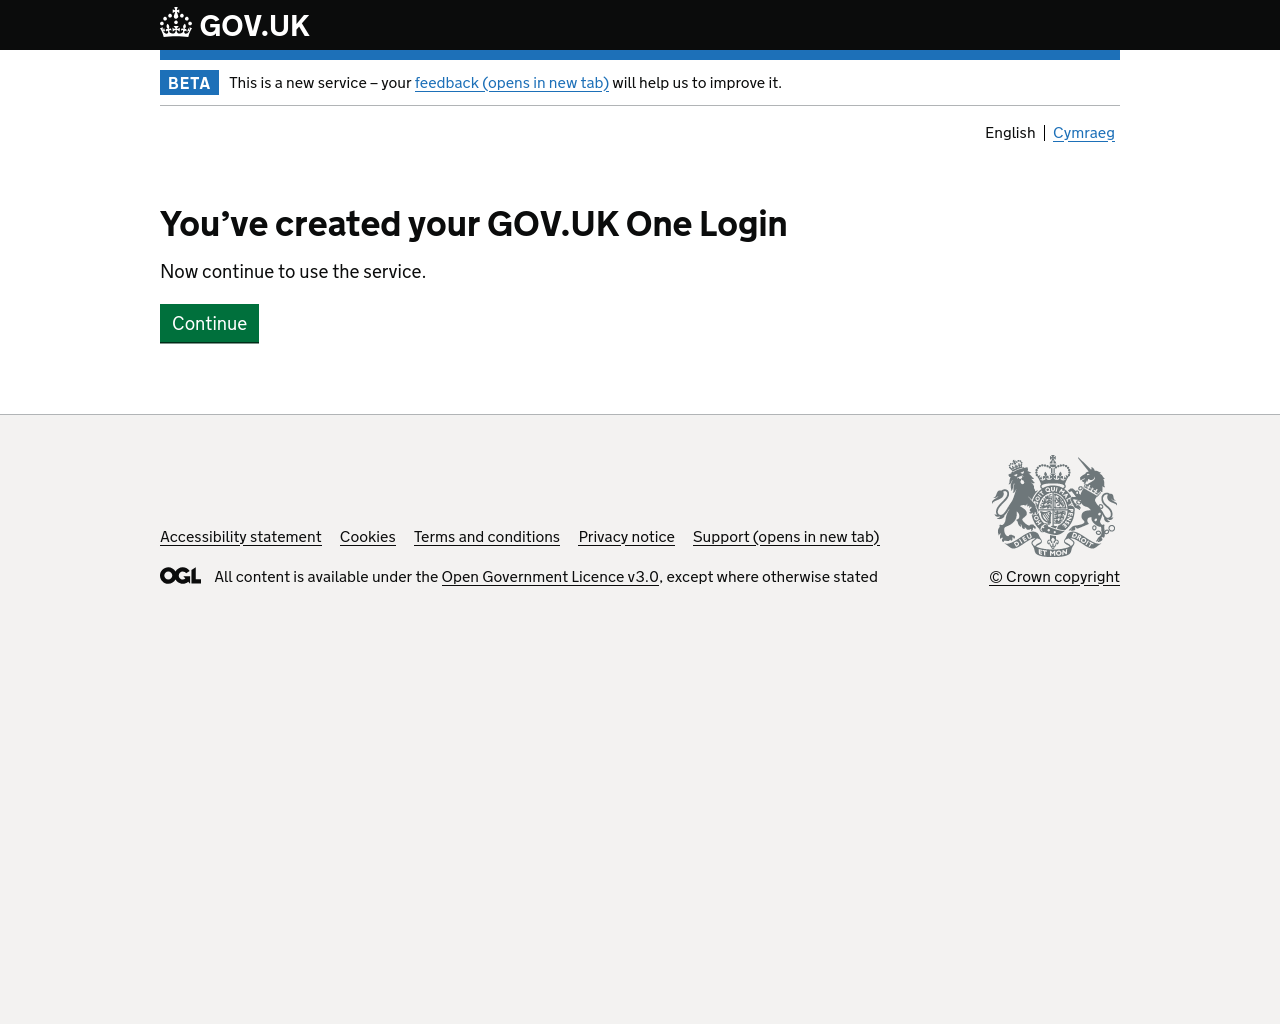 GOV.UK
BETA This is a new service – your feedback (opens in new tab) will help us to improve it.
English Cymraeg
You’ve created your GOV.UK One Login
Now continue to use the service.
Continue
Accessibility statement Cookies Terms and conditions Privacy notice Support (opens in new tab)
OGL All content is available under the Open Government Licence v3.0, except where otherwise stated
© Crown copyright